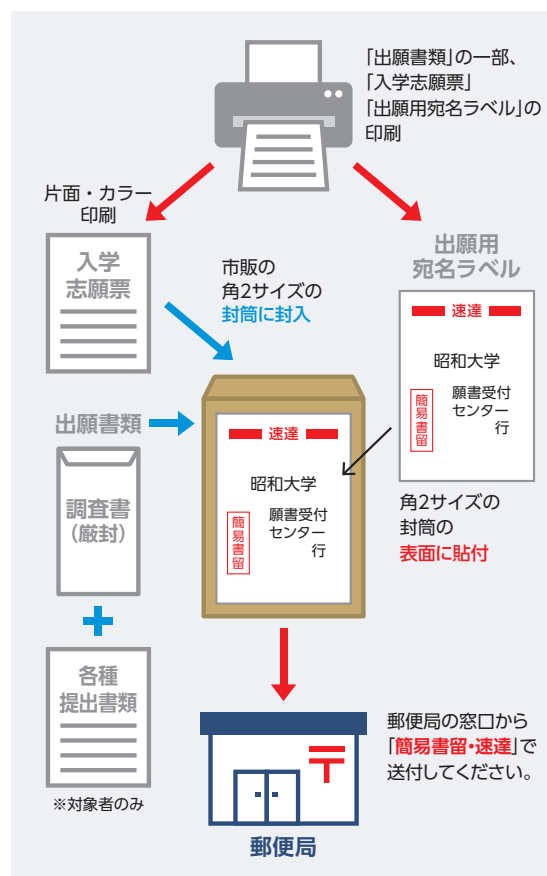 「出願書類」の一部、
「入学志願票」
「出願用宛名ラベル」の
印刷
片面・カラー
印刷
入学
志願票
市販の
角2サイズの
封筒に封入
出願用
宛名ラベル
速達
昭和大学
簡易書留
願書受付
センター
行
角2サイズの
封筒の
表面に貼付
出願書類
調査書
(厳封)
速達
昭和大学
簡易書留
願書受付
センター
行
各種
提出書類
※対象者のみ
郵便局の窓口から
「簡易書留・速達」で
送付してください。
〒
郵便局